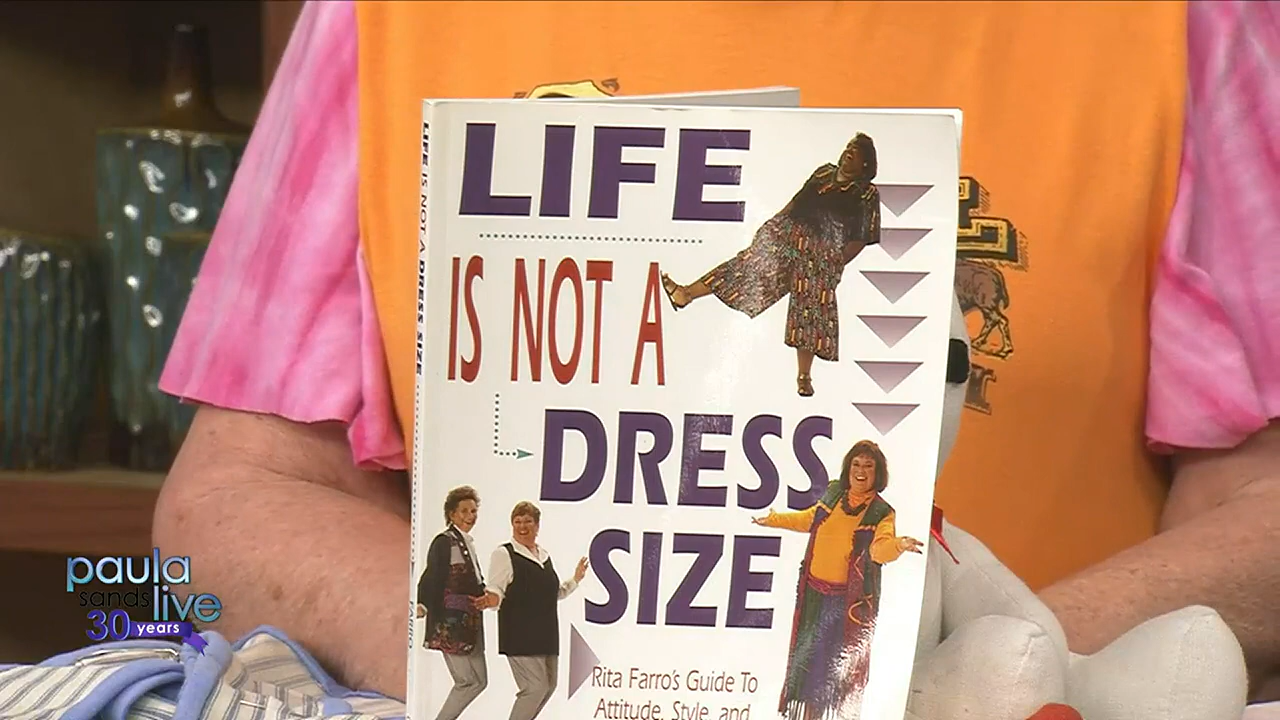 LIFE
IS NOT A
DRESS
SIZE
Rita Farro's Guide To
Attitude, Style, and
LIFE IS NOT A DRESS SIZE
FARRO
paula
sands live
30 years